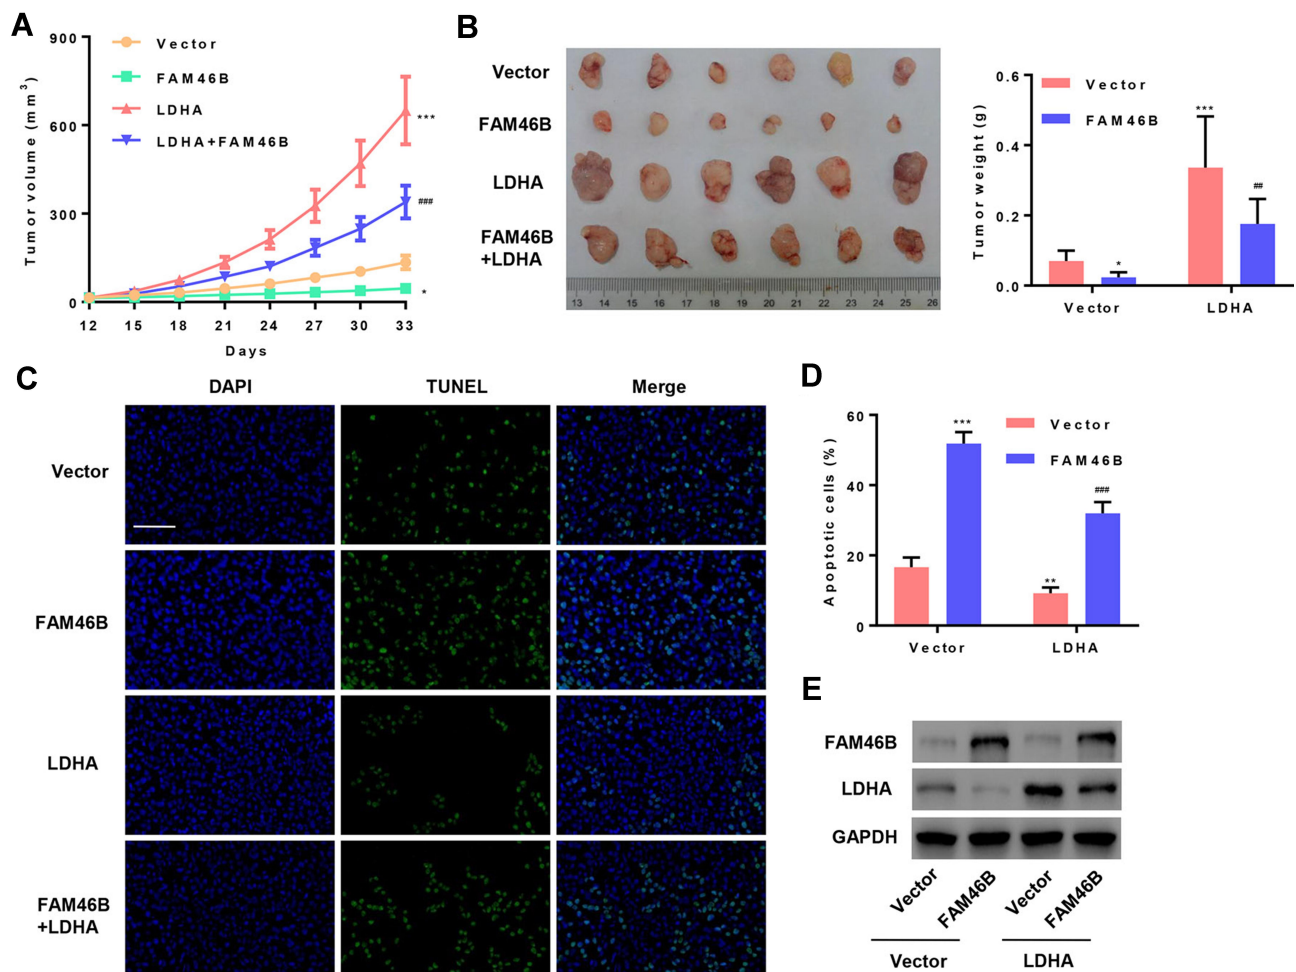 A
900
600
300
0
Tumor volume (mm³)
Vector
FAM46B
LDHA
LDHA+FAM46B
***
###
*
12 15 18 21 24 27 30 33
Days
B
Vector
FAM46B
LDHA
FAM46B
+LDHA
13 14 15 16 17 18 19 20 21 22 23 24 25 26
0.6
0.4
0.2
0.0
Tumor weight (g)
Vector
FAM46B
*
***
##
Vector LDHA
C
DAPI TUNEL Merge
Vector
FAM46B
LDHA
FAM46B
+LDHA
D
60
40
20
0
Apoptotic cells (%)
Vector
FAM46B
***
**
###
Vector LDHA
E
FAM46B
LDHA
GAPDH
Vector FAM46B Vector FAM46B
Vector LDHA